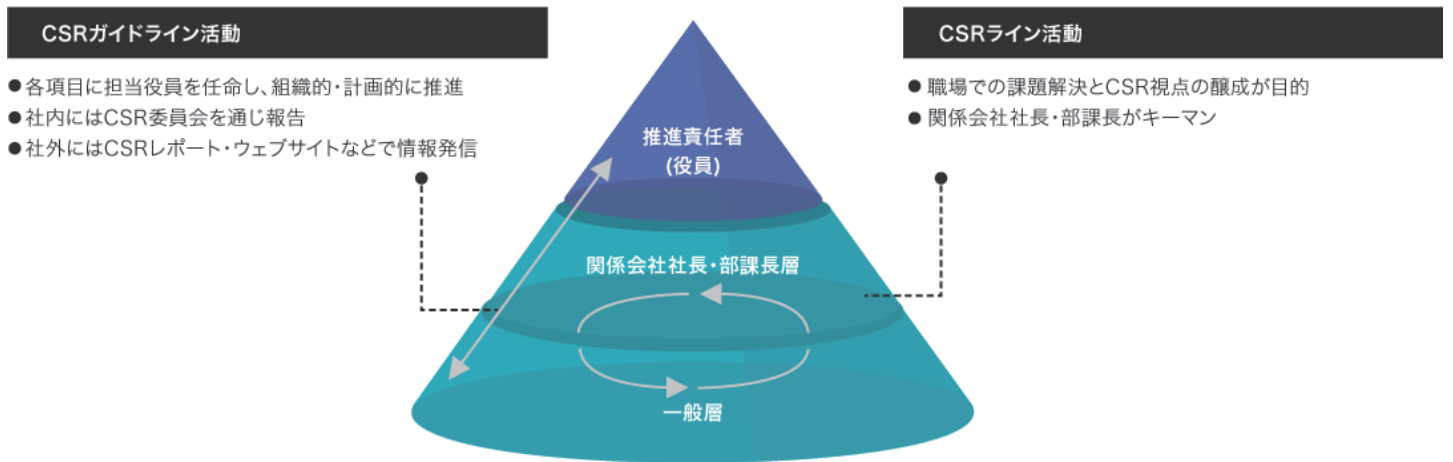 CSRガイドライン活動
●各項目に担当役員を任命し、組織的・計画的に推進
●社内にはCSR委員会を通じ報告
●社外にはCSRレポート・ウェブサイトなどで情報発信
CSRライン活動
●職場での課題解決とCSR視点の醸成が目的
●関係会社社長・部課長がキーマン
推進責任者
(役員)
関係会社社長・部課長層
一般層